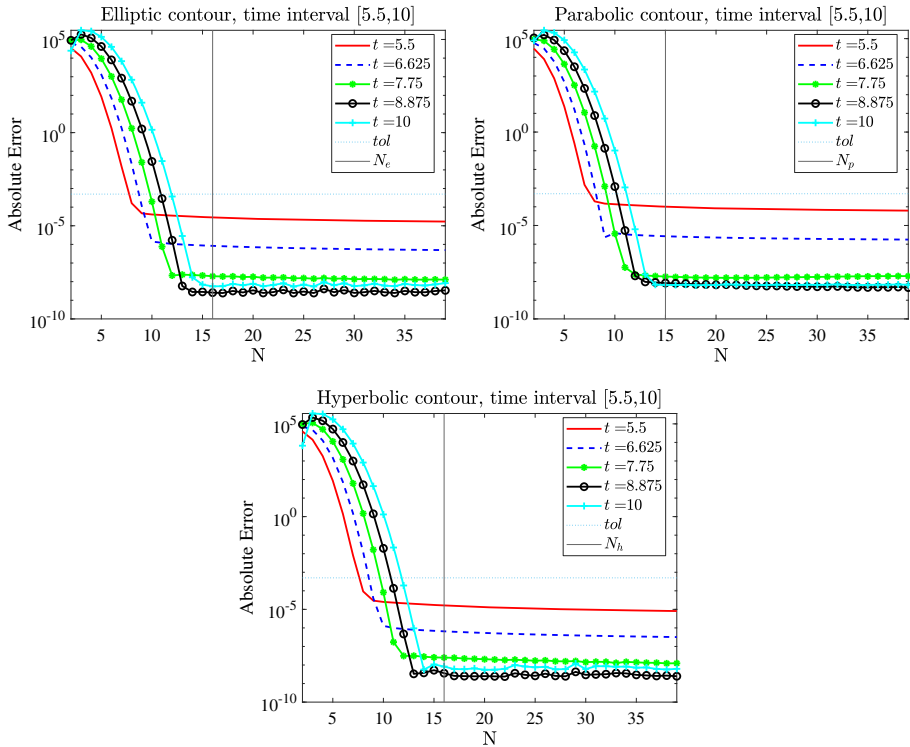 Elliptic contour, time interval [5.5,10]
Absolute Error
10^5
10^0
10^-5
10^-10
5 10 15 20 25 30 35
N
t =5.5
t =6.625
t =7.75
t =8.875
t =10
tol
N_e
Parabolic contour, time interval [5.5,10]
Absolute Error
10^5
10^0
10^-5
10^-10
5 10 15 20 25 30 35
N
t =5.5
t =6.625
t =7.75
t =8.875
t =10
tol
N_p
Hyperbolic contour, time interval [5.5,10]
Absolute Error
10^5
10^0
10^-5
10^-10
5 10 15 20 25 30 35
N
t =5.5
t =6.625
t =7.75
t =8.875
t =10
tol
N_h